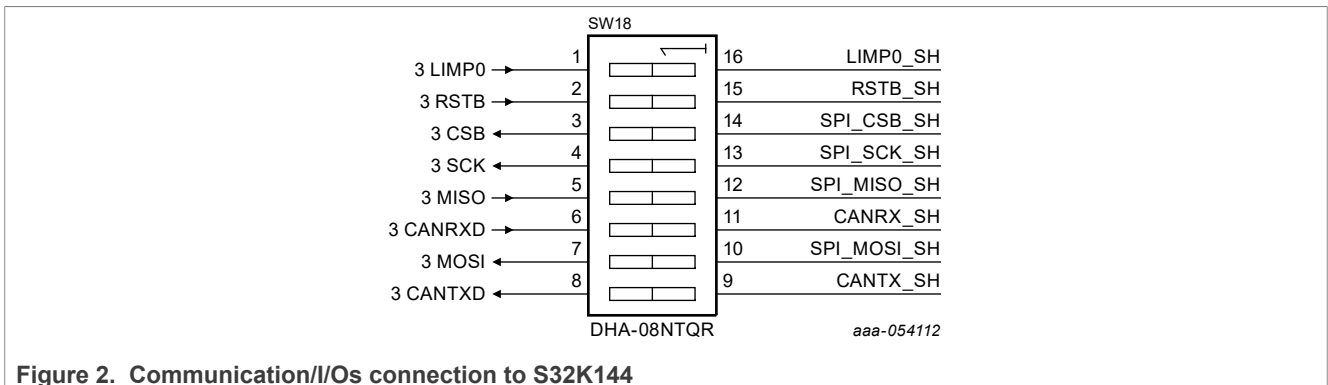 SW18
3 LIMP0 1 16 LIMP0_SH
3 RSTB 2 15 RSTB_SH
3 CSB 3 14 SPI_CSB_SH
3 SCK 4 13 SPI_SCK_SH
3 MISO 5 12 SPI_MISO_SH
3 CANRXD 6 11 CANRX_SH
3 MOSI 7 10 SPI_MOSI_SH
3 CANTXD 8 9 CANTX_SH
DHA-08NTQR aaa-054112
Figure 2. Communication/I/Os connection to S32K144